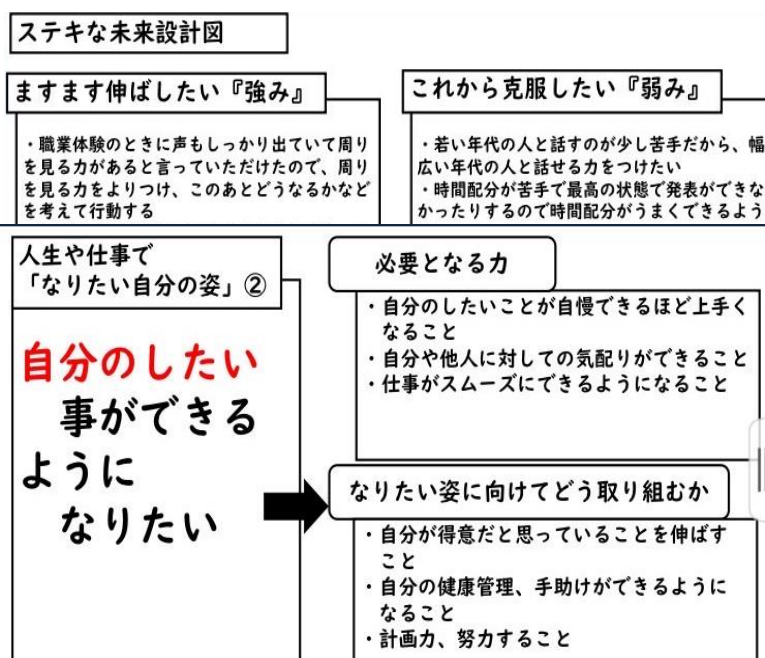 ステキな未来設計図
ますます伸ばしたい『強み』
・職業体験のときに声もしっかり出ていて周り
を見る力があると言っていただけたので、周り
を見る力をよりつけ、このあとどうなるかなど
を考えて行動する
これから克服したい『弱み』
・若い年代の人と話すのが少し苦手だから、幅
広い年代の人と話せる力をつけたい
・時間配分が苦手で最高の状態で発表ができな
かったりするので時間配分がうまくできるよう
人生や仕事で
「なりたい自分の姿」②
自分のしたい
事ができる
ように
なりたい
必要となる力
・自分のしたいことが自慢できるほど上手く
なること
・自分や他人に対しての気配りができること
・仕事がスムーズにできるようになること
なりたい姿に向けてどう取り組むか
・自分が得意だと思っていることを伸ばす
こと
・自分の健康管理、手助けができるように
なること
・計画力、努力すること